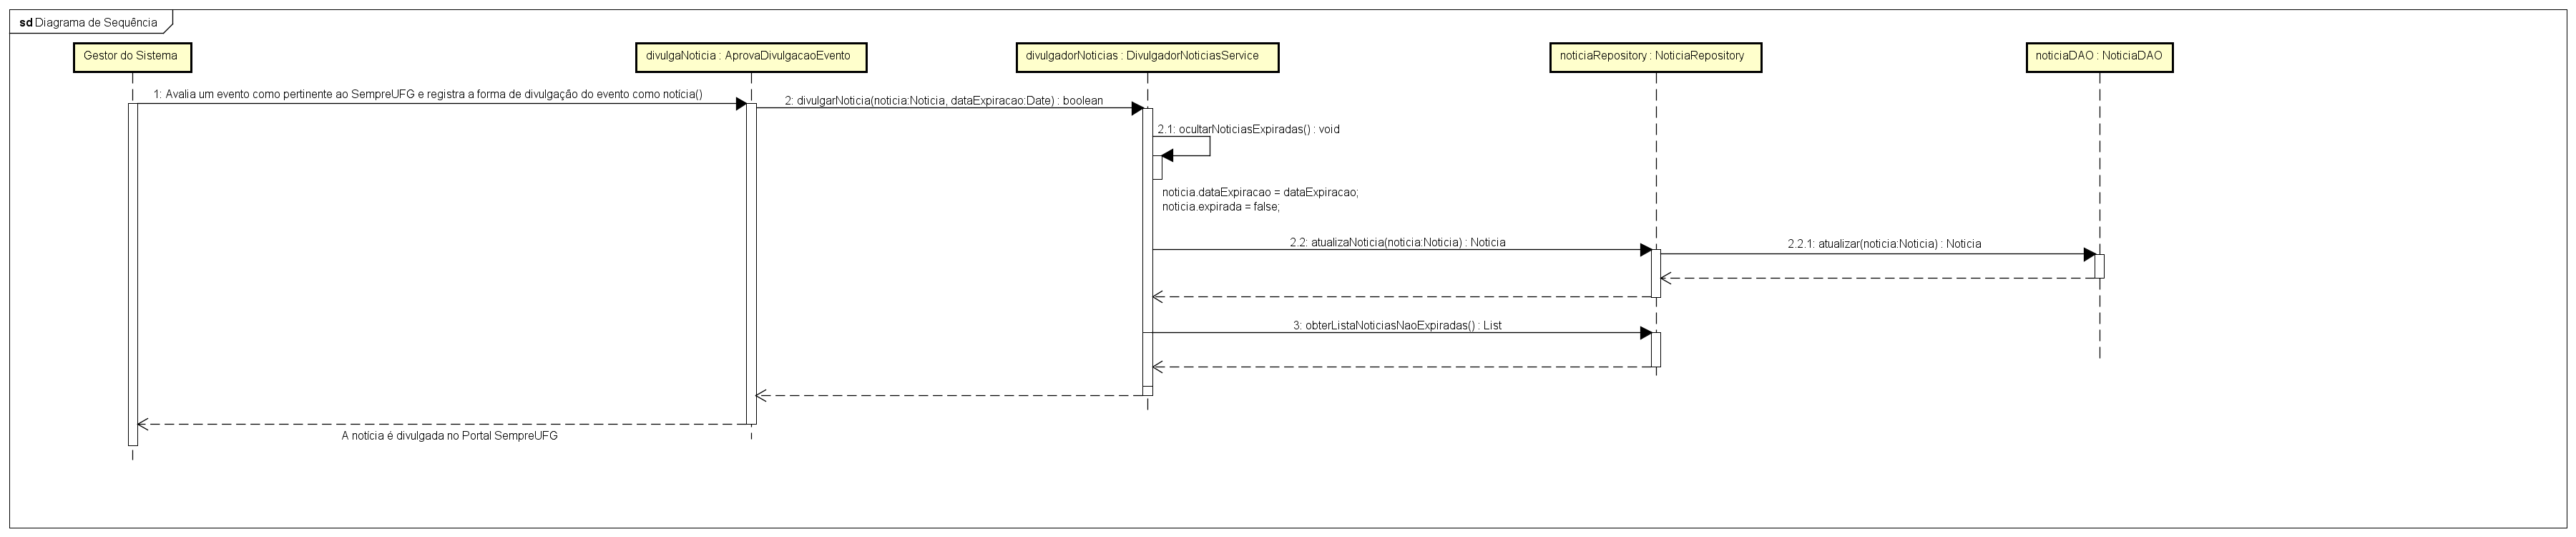 sd Diagrama de Sequência
Gestor do Sistema
divulgaNoticia : AprovaDivulgacaoEvento
divulgadorNoticias : DivulgadorNoticiasService
noticiaRepository : NoticiaRepository
noticiaDAO : NoticiaDAO
1: Avalia um evento como pertinente ao SempreUFG e registra a forma de divulgação do evento como notícia()
2: divulgarNoticia(noticia:Noticia, dataExpiracao:Date) : boolean
2.1: ocultarNoticiasExpiradas() : void
noticia.dataExpiracao = dataExpiracao;
noticia.expirada = false;
2.2: atualizaNoticia(noticia:Noticia) : Noticia
2.2.1: atualizar(noticia:Noticia) : Noticia
3: obterListaNoticiasNaoExpiradas() : List
A notícia é divulgada no Portal SempreUFG